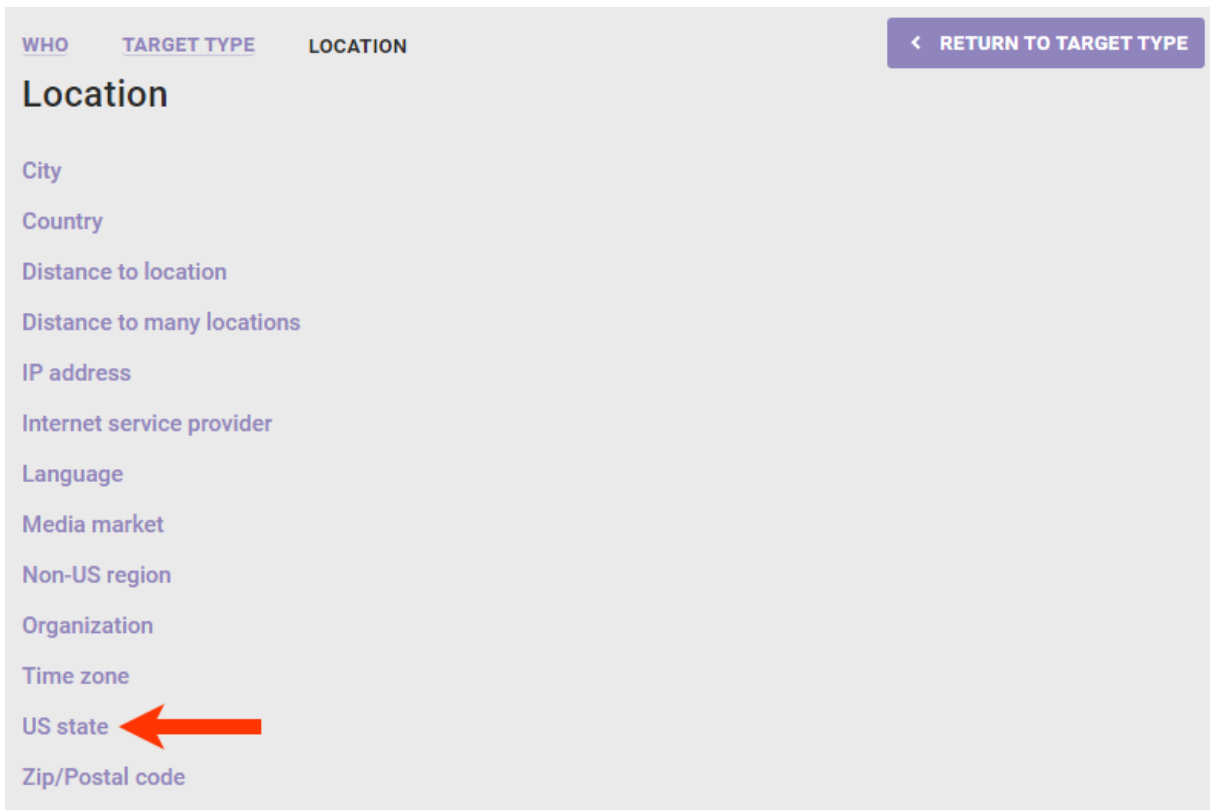 WHO TARGET TYPE LOCATION < RETURN TO TARGET TYPE
Location
City
Country
Distance to location
Distance to many locations
IP address
Internet service provider
Language
Media market
Non-US region
Organization
Time zone
US state
Zip/Postal code